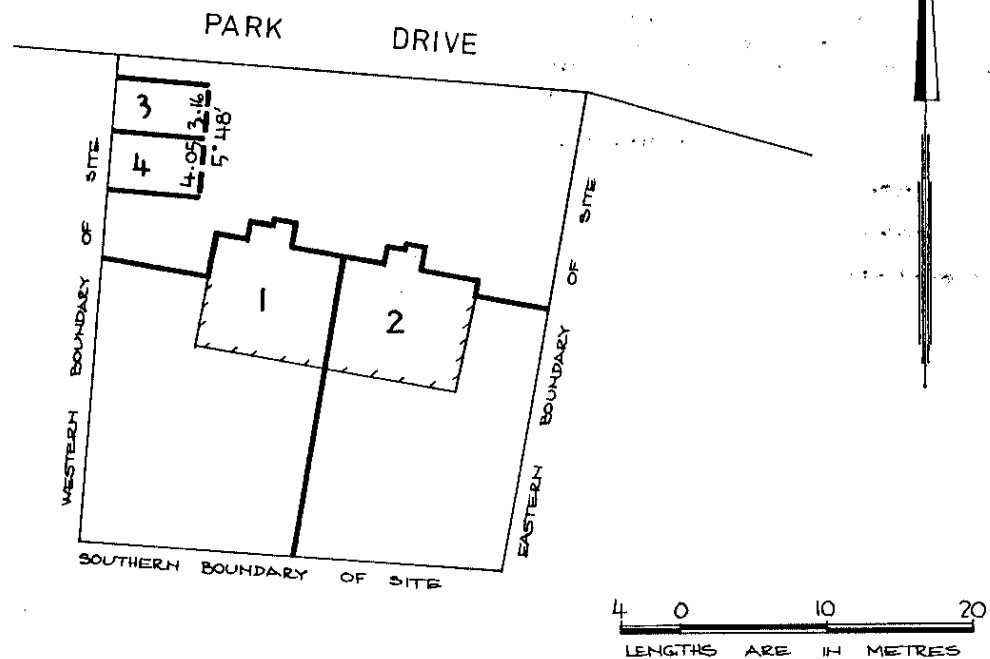 PARK DRIVE
3
3.16
4
4.05
5°48'
WESTERN BOUNDARY OF SITE
1
2
EASTERN BOUNDARY OF SITE
SOUTHERN BOUNDARY OF SITE
4 0 10 20
LENGTHS ARE IN METRES